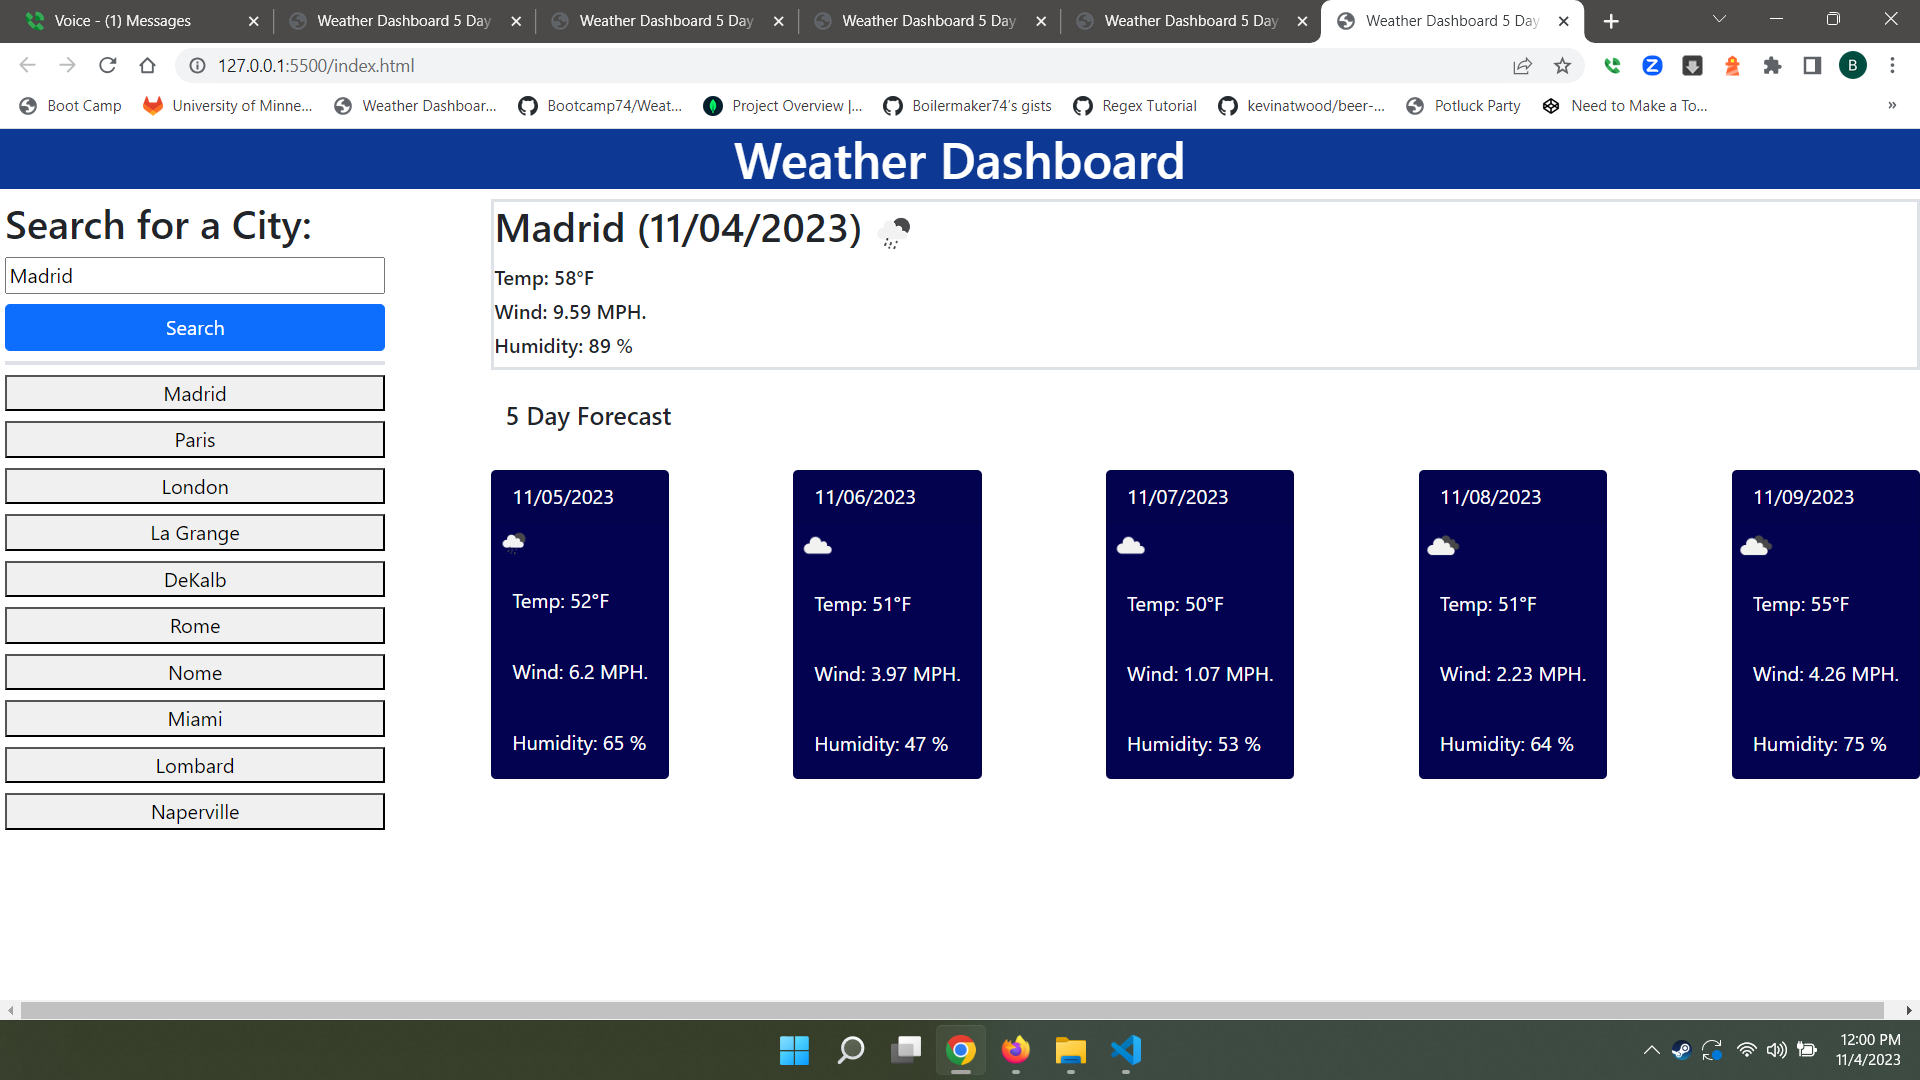 Voice - (1) Messages
Weather Dashboard 5 Day
Weather Dashboard 5 Day
Weather Dashboard 5 Day
Weather Dashboard 5 Day
Weather Dashboard 5 Day
127.0.0.1:5500/index.html
B
Boot Camp
University of Minne...
Weather Dashboar...
Bootcamp74/Weat...
Project Overview |...
Boilermaker74's gists
Regex Tutorial
kevinatwood/beer-...
Potluck Party
Need to Make a To...
»
Weather Dashboard
Search for a City:
Madrid
Search
Madrid
Paris
London
La Grange
DeKalb
Rome
Nome
Miami
Lombard
Naperville
Madrid (11/04/2023)
Temp: 58°F
Wind: 9.59 MPH.
Humidity: 89 %
5 Day Forecast
11/05/2023
Temp: 52°F
Wind: 6.2 MPH.
Humidity: 65 %
11/06/2023
Temp: 51°F
Wind: 3.97 MPH.
Humidity: 47 %
11/07/2023
Temp: 50°F
Wind: 1.07 MPH.
Humidity: 53 %
11/08/2023
Temp: 51°F
Wind: 2.23 MPH.
Humidity: 64 %
11/09/2023
Temp: 55°F
Wind: 4.26 MPH.
Humidity: 75 %
12:00 PM
11/4/2023